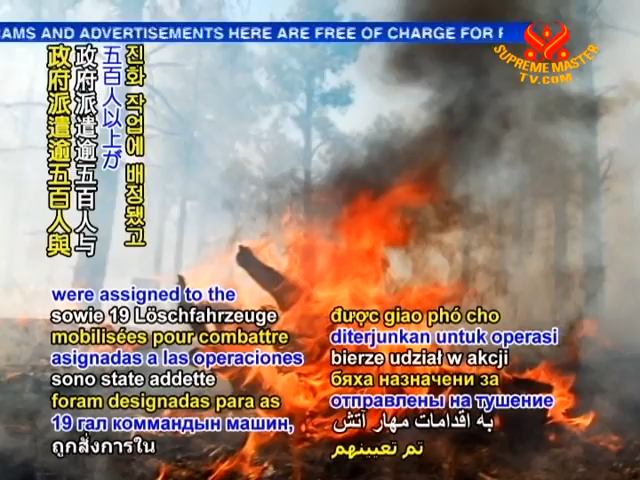 AMS AND ADVERTISEMENTS HERE ARE FREE OF CHARGE FOR
SUPREME MASTER
TV.COM
政府派遣逾五百人與
政府派遣逾五百人与
五百人以上が
진화 작업에 배정됐고
were assigned to the
sowie 19 Löschfahrzeuge
mobilisées pour combattre
asignadas a las operaciones
sono state addette
foram designadas para as
19 гал коммандын машин,
ถูกสั่งการใน
được giao phó cho
diterjunkan untuk operasi
bierze udział w akcji
бяха назначени за
отправлены на тушение
به اقدامات مهار آتش
تم تعيينهم